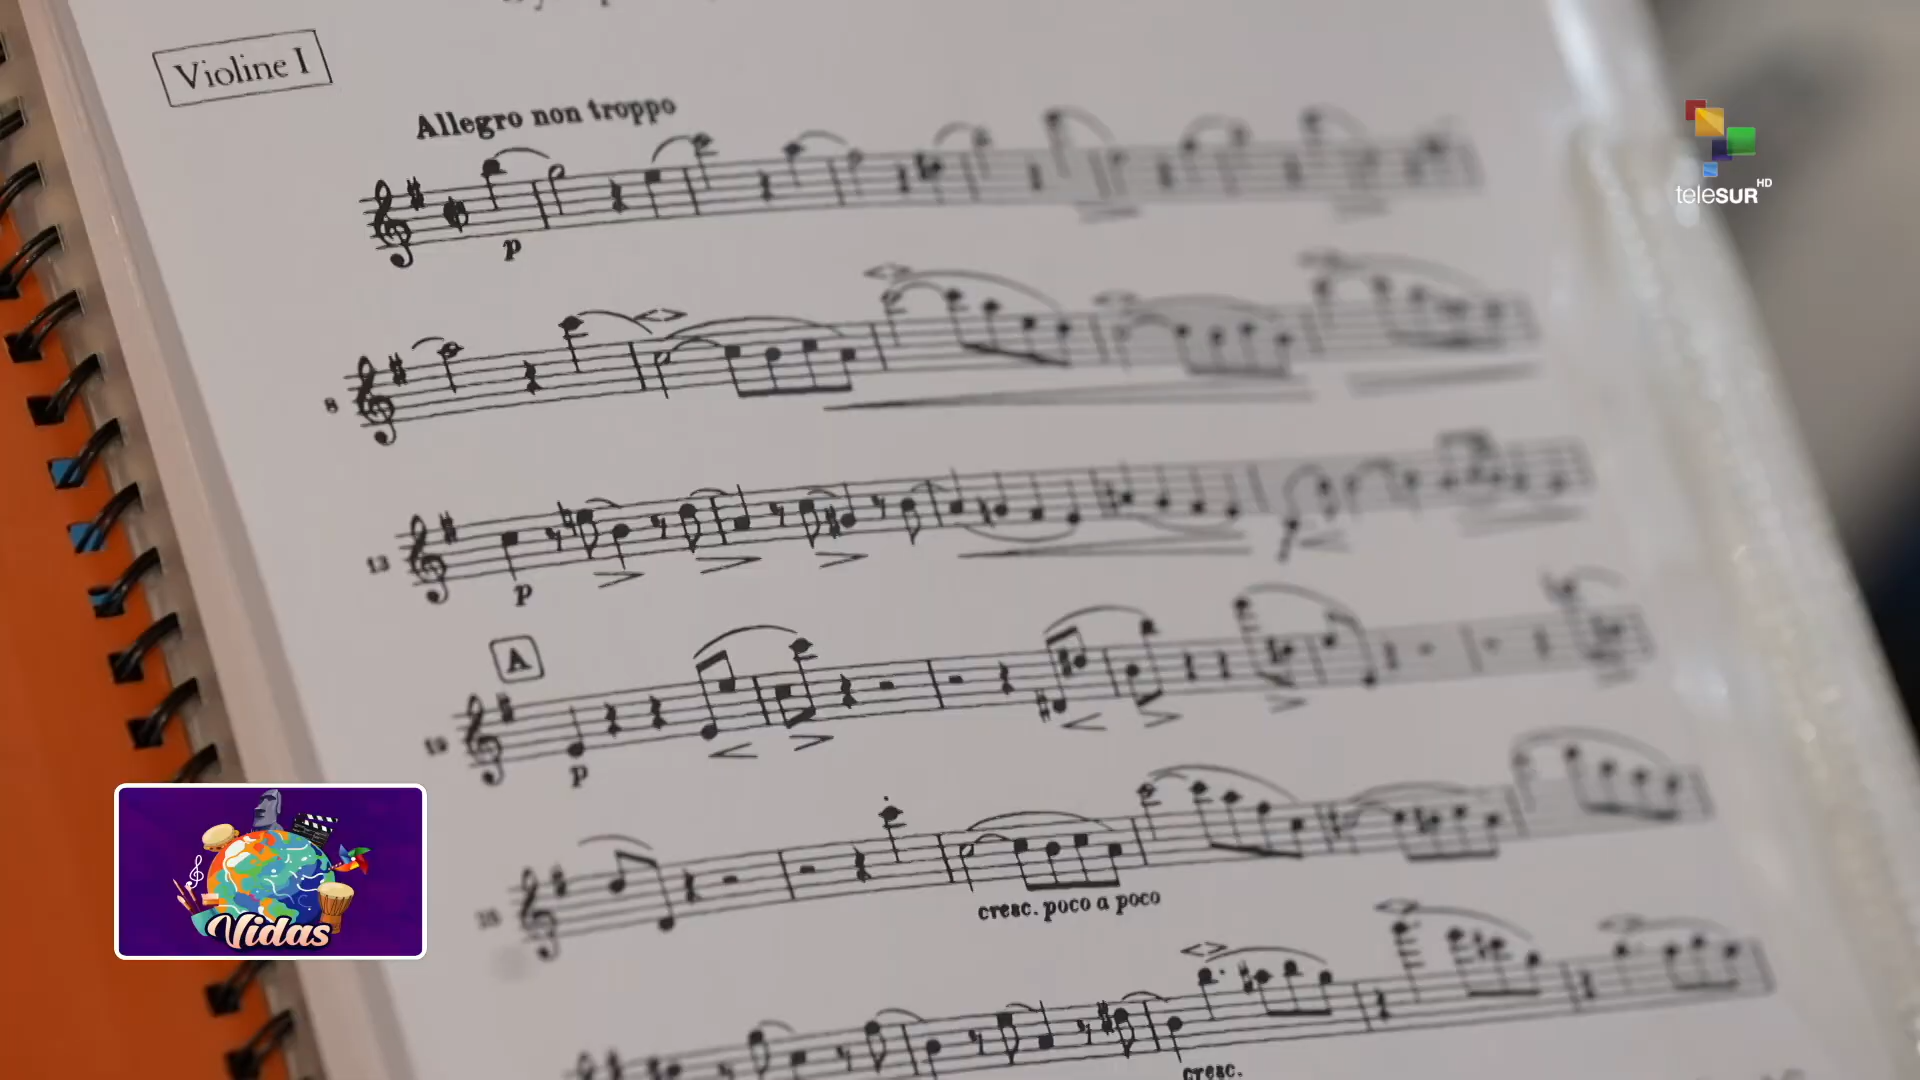 Violine I
Allegro non troppo
teleSUR HD
p
8
13
p
A
19
p
cresc. poco a poco
Vidas
cresc.